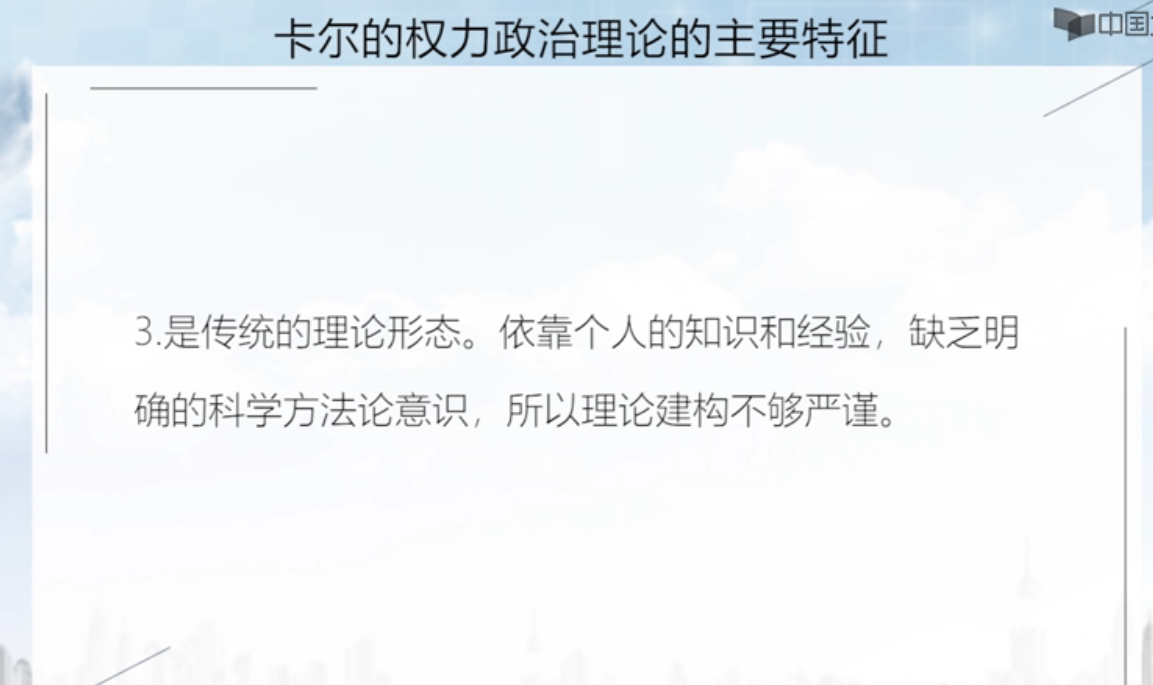 卡尔的权力政治理论的主要特征
中国
3.是传统的理论形态。依靠个人的知识和经验，缺乏明
确的科学方法论意识，所以理论建构不够严谨。